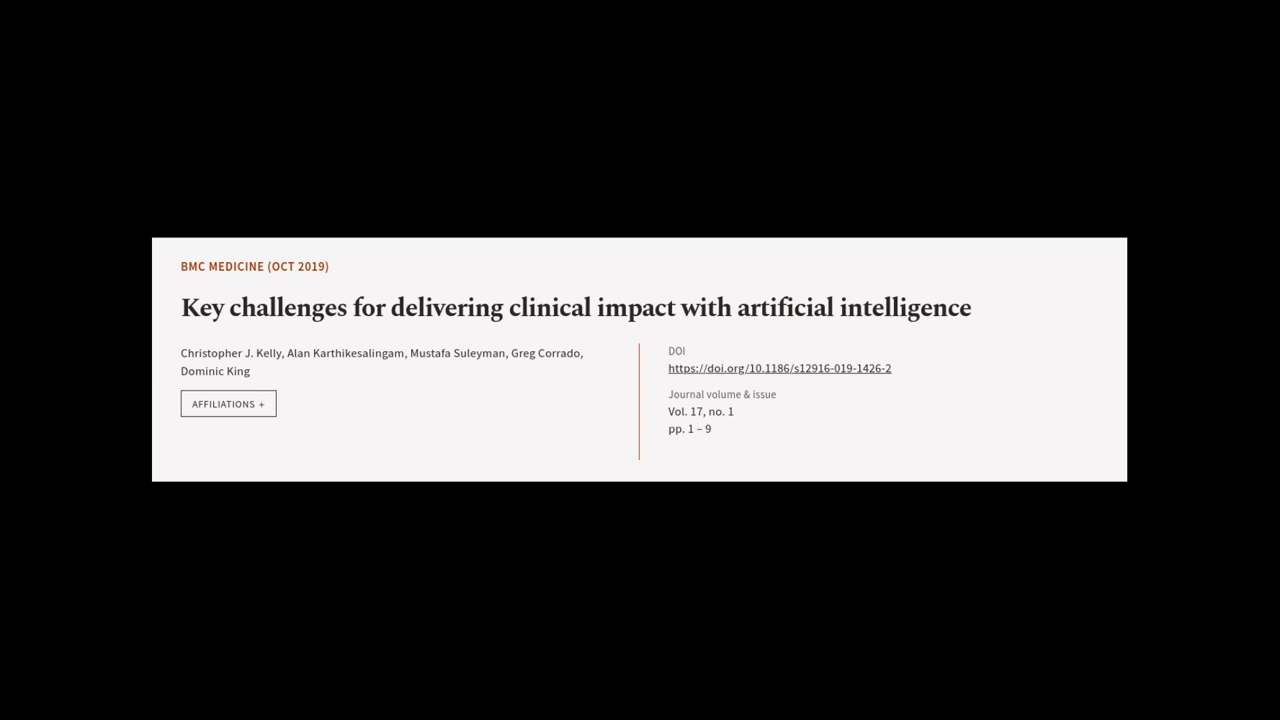 BMC MEDICINE (OCT 2019)
Key challenges for delivering clinical impact with artificial intelligence
Christopher J. Kelly, Alan Karthikesalingam, Mustafa Suleyman, Greg Corrado,
Dominic King
AFFILIATIONS +
DOI
https://doi.org/10.1186/s12916-019-1426-2
Journal volume & issue
Vol. 17, no. 1
pp. 1 – 9